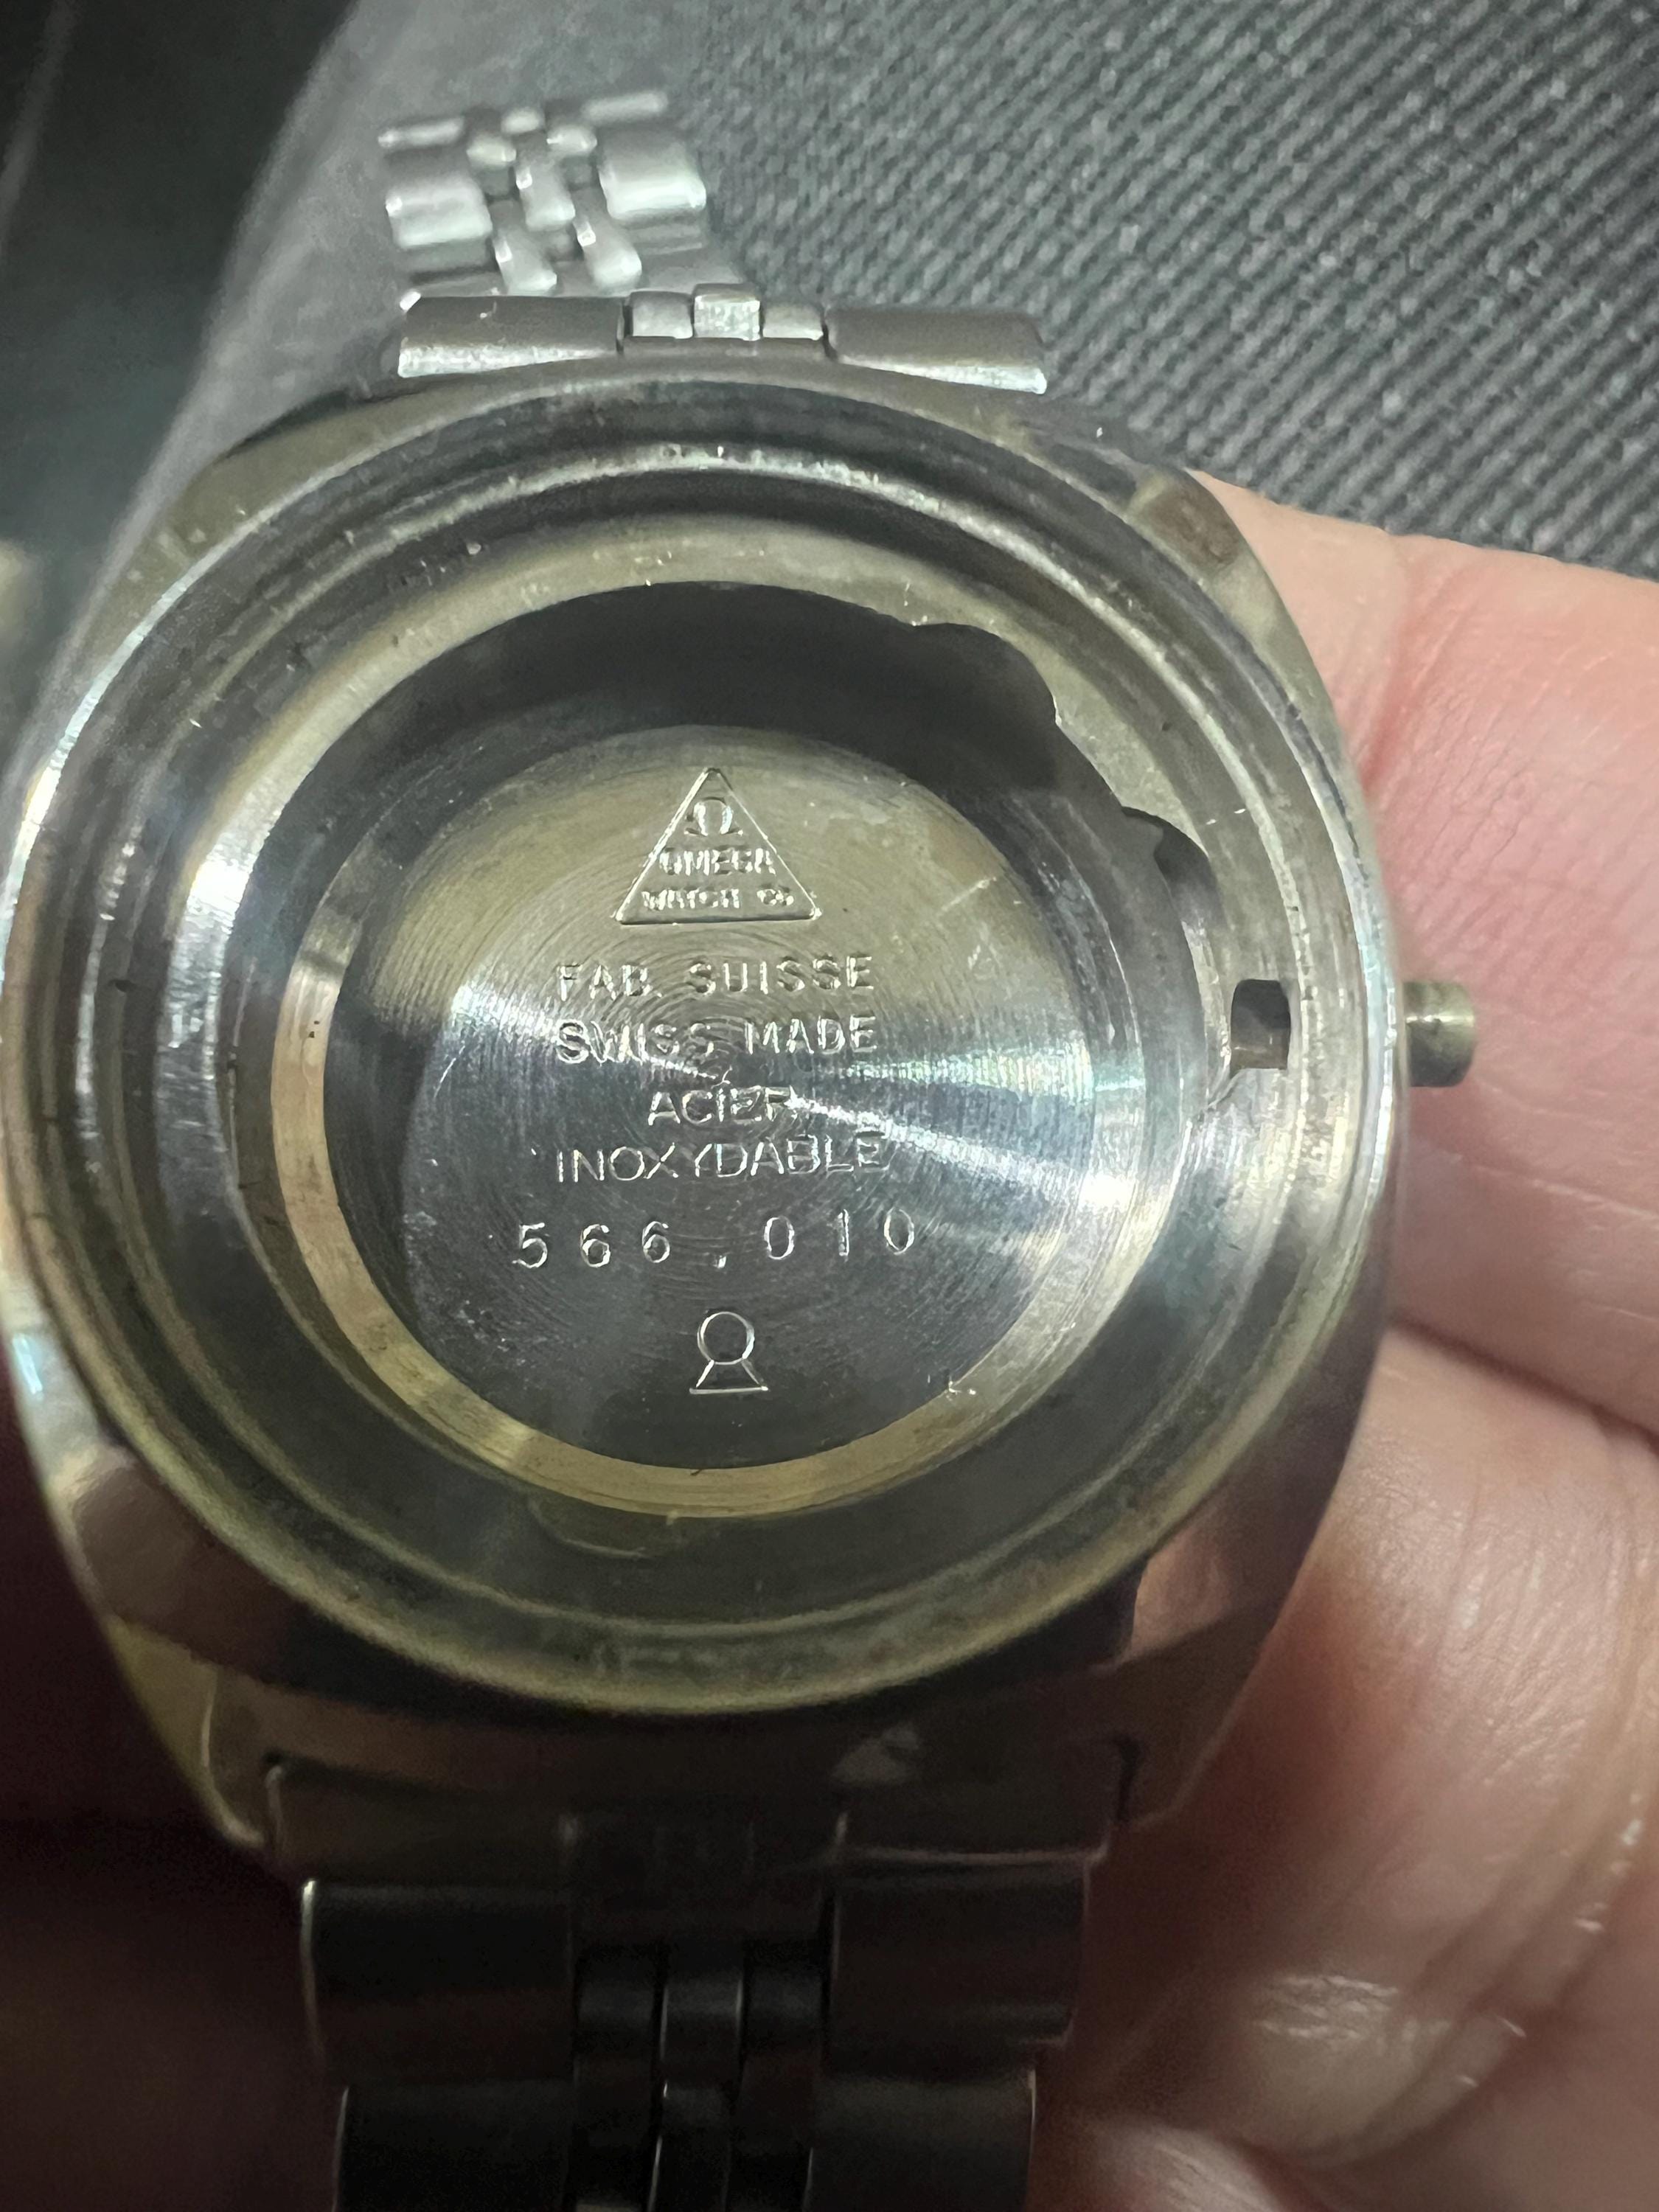 Ω
OMEGA
WATCH Co
FAB. SUISSE
SWISS MADE
ACIER
INOXYDABLE
566.010